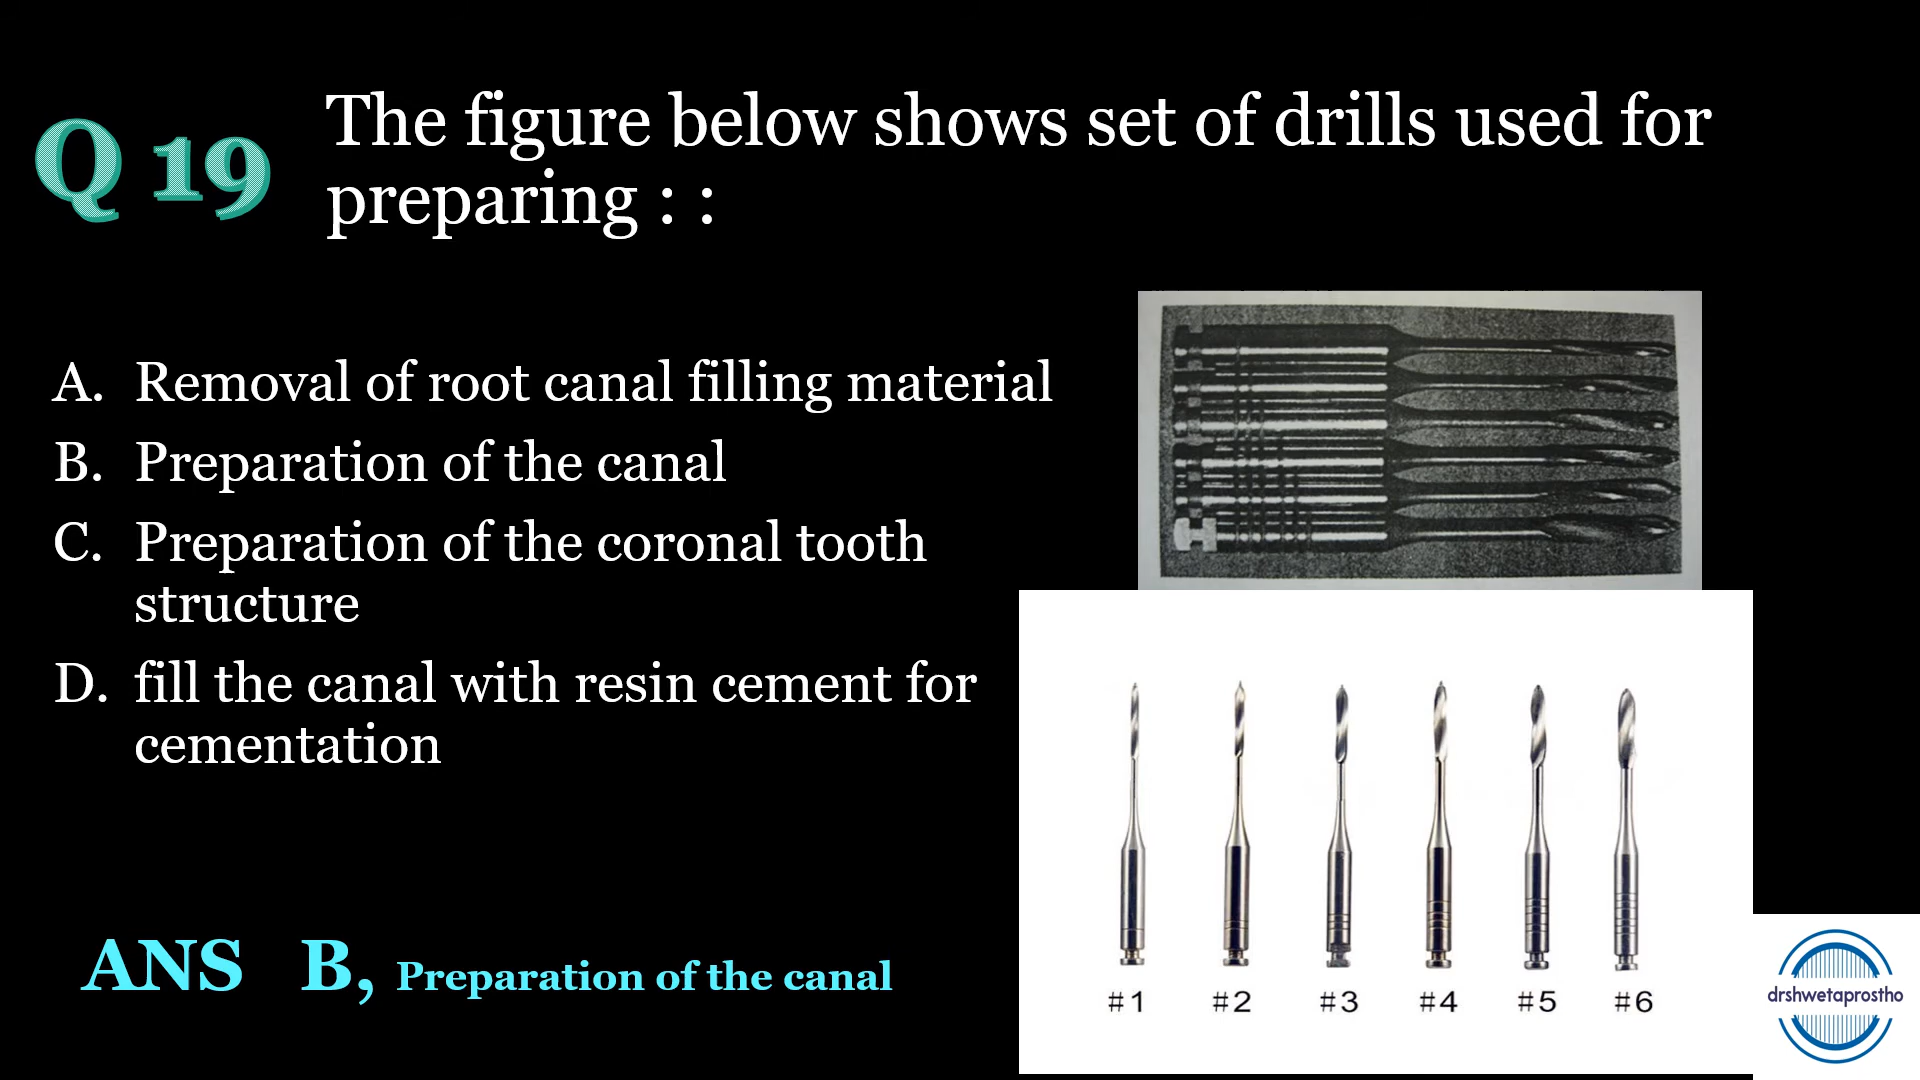 Q 19
The figure below shows set of drills used for
preparing : :
A. Removal of root canal filling material
B. Preparation of the canal
C. Preparation of the coronal tooth
structure
D. fill the canal with resin cement for
cementation
ANS B, Preparation of the canal
#1 #2 #3 #4 #5 #6
drshwetaprostho